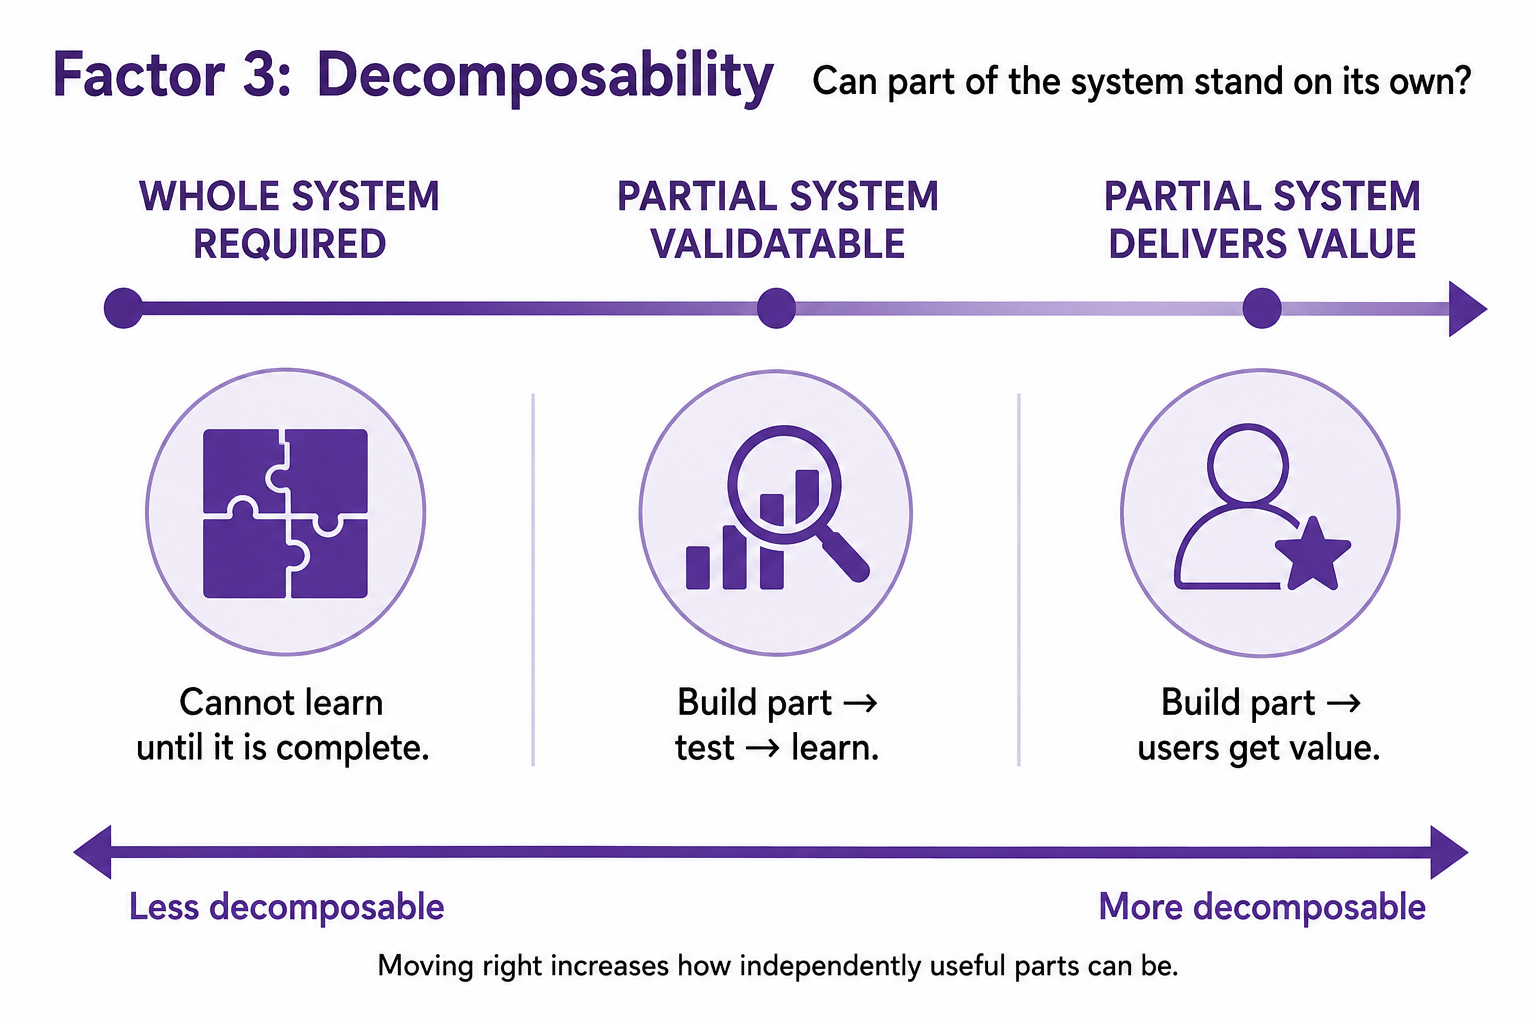 Factor 3: Decomposability
Can part of the system stand on its own?
WHOLE SYSTEM
REQUIRED
PARTIAL SYSTEM
VALIDATABLE
PARTIAL SYSTEM
DELIVERS VALUE
Cannot learn
until it is complete.
Build part →
test → learn.
Build part →
users get value.
Less decomposable
More decomposable
Moving right increases how independently useful parts can be.